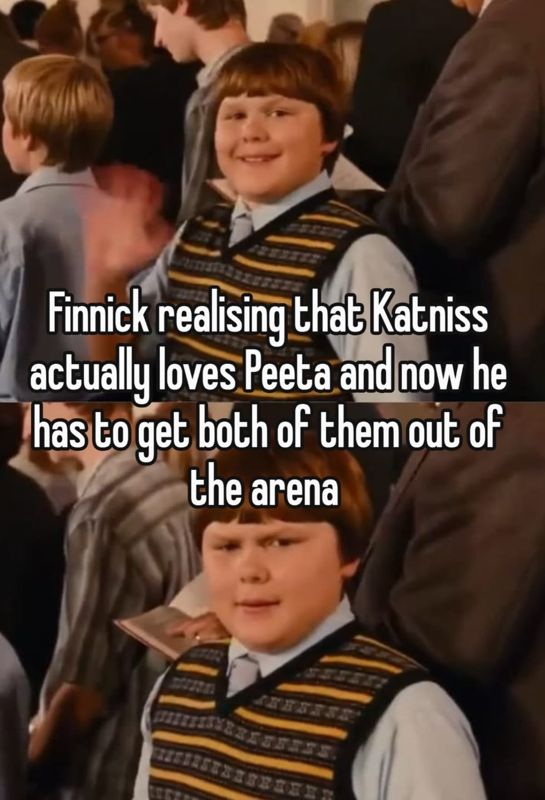 Finnick realising that Katniss
actually loves Peeta and now he
has to get both of them out of
the arena